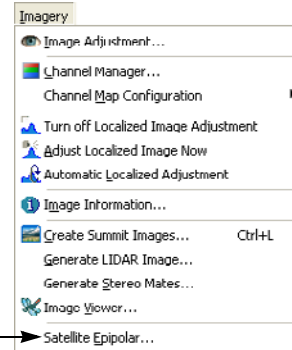 Imagery
Image Adjustment...
Channel Manager...
Channel Map Configuration
Turn off Localized Image Adjustment
Adjust Localized Image Now
Automatic Localized Adjustment
Image Information...
Create Summit Images... Ctrl+L
Generate LIDAR Image...
Generate Stereo Mates...
Image Viewer...
Satellite Epipolar...